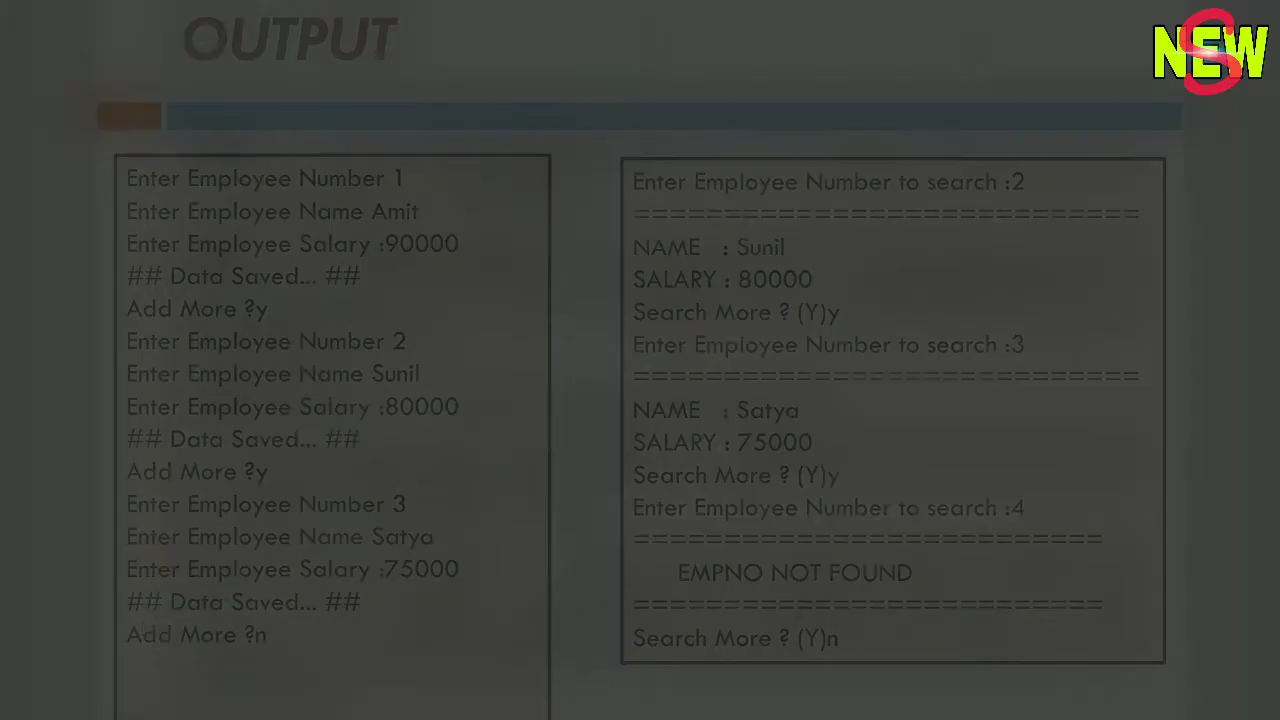 OUTPUT
NEW
S
Enter Employee Number 1
Enter Employee Name Amit
Enter Employee Salary :90000
## Data Saved... ##
Add More ?y
Enter Employee Number 2
Enter Employee Name Sunil
Enter Employee Salary :80000
## Data Saved... ##
Add More ?y
Enter Employee Number 3
Enter Employee Name Satya
Enter Employee Salary :75000
## Data Saved... ##
Add More ?n
Enter Employee Number to search :2
============================
NAME : Sunil
SALARY : 80000
Search More ? (Y)y
Enter Employee Number to search :3
============================
NAME : Satya
SALARY : 75000
Search More ? (Y)y
Enter Employee Number to search :4
==========================
EMPNO NOT FOUND
==========================
Search More ? (Y)n